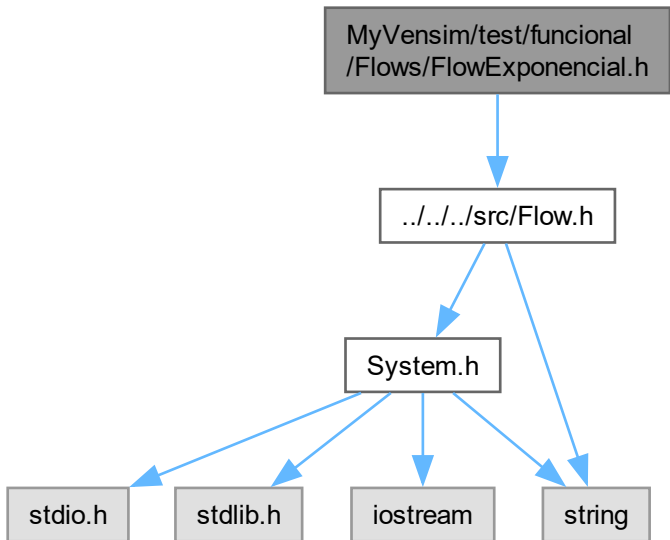 MyVensim/test/funcional
/Flows/FlowExponencial.h
../../../src/Flow.h
System.h
stdio.h
stdlib.h
iostream
string